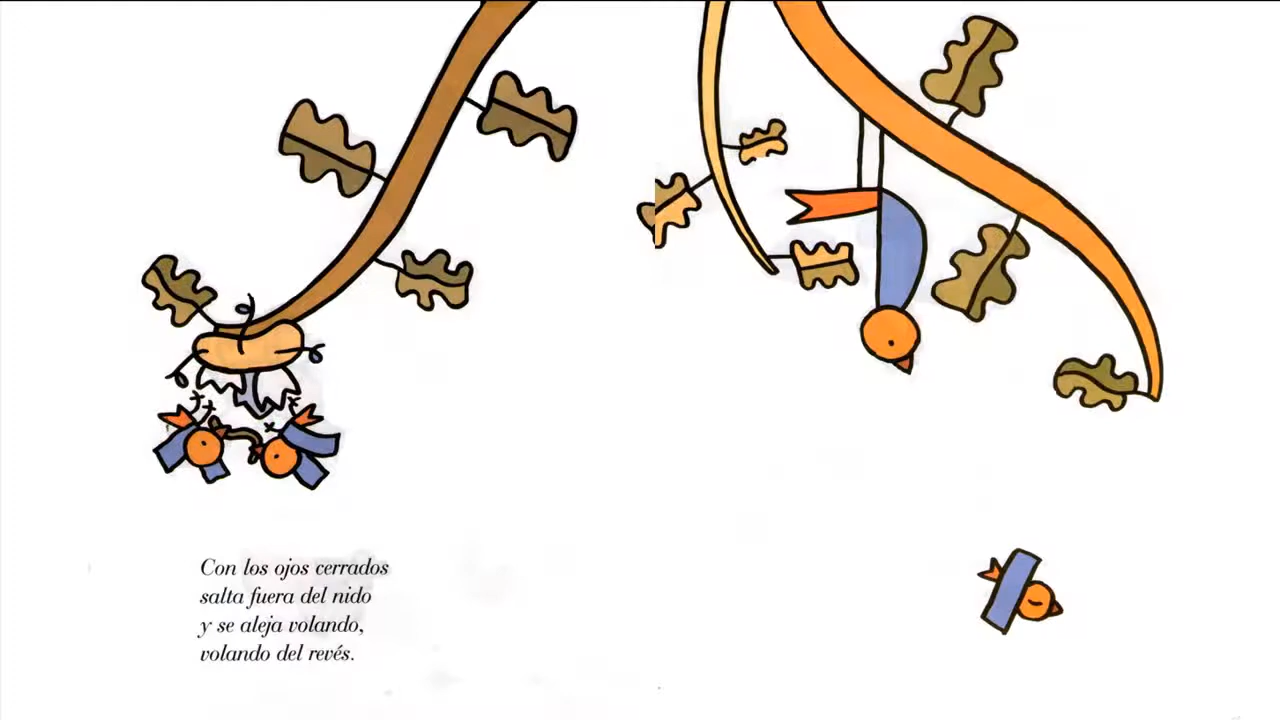 Con los ojos cerrados
salta fuera del nido
y se aleja volando,
volando del revés.